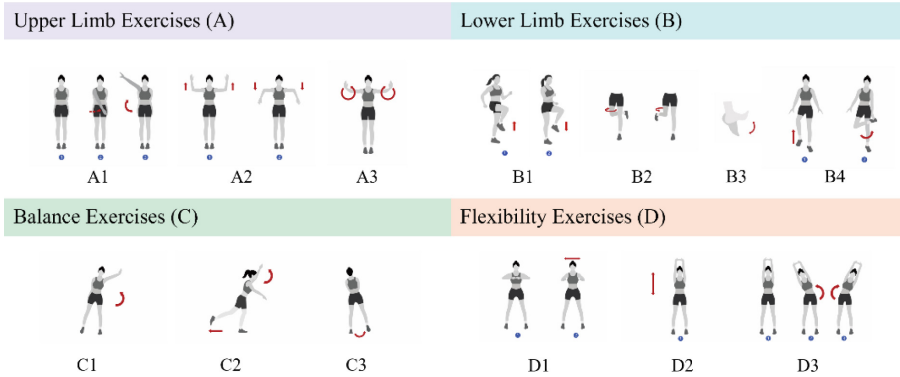 Upper Limb Exercises (A)
Lower Limb Exercises (B)
A1
A2
A3
B1
B2
B3
B4
Balance Exercises (C)
Flexibility Exercises (D)
C1
C2
C3
D1
D2
D3